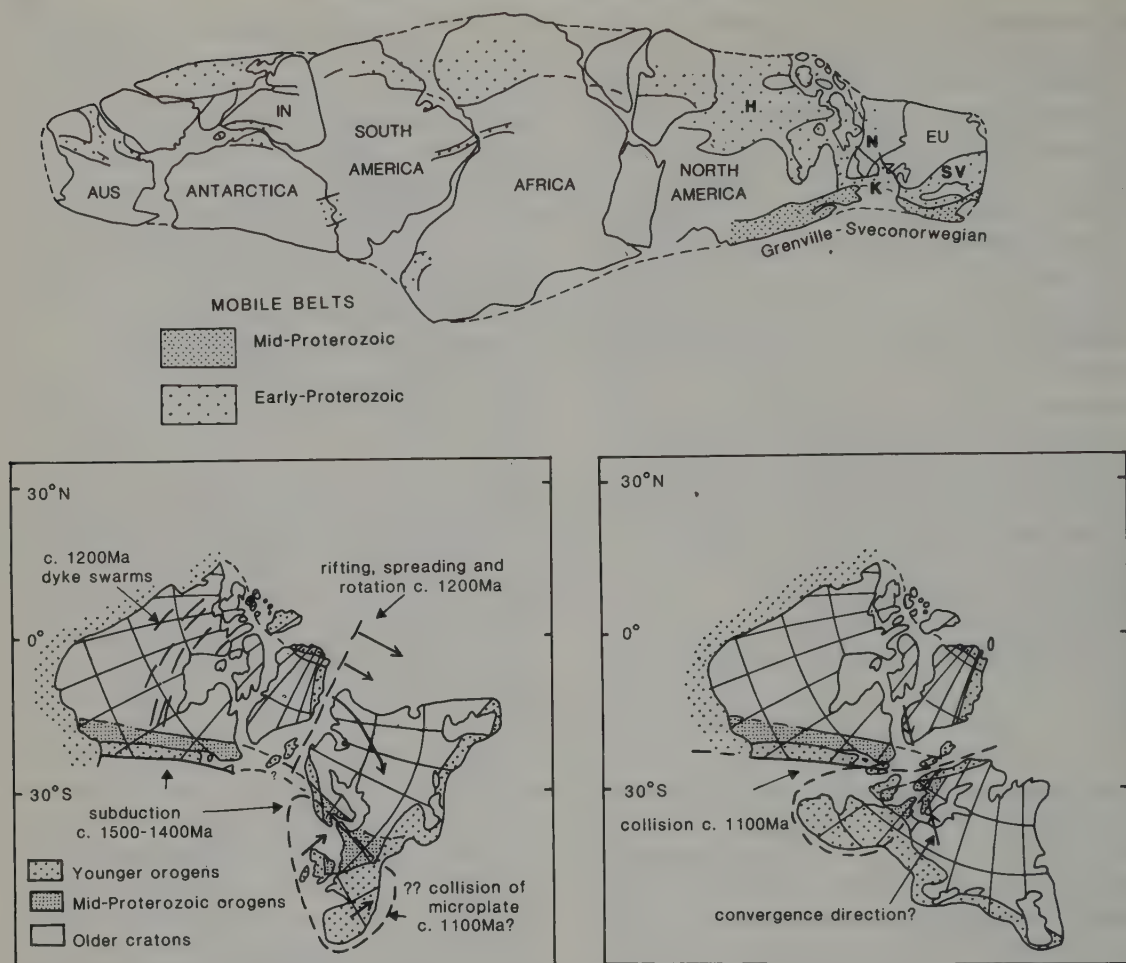 IN
SOUTH
AMERICA
AUS
ANTARCTICA
AFRICA
H
NORTH
AMERICA
N
EU
K
SV
Grenville-Sveconorwegian
MOBILE BELTS
Mid-Proterozoic
Early-Proterozoic
30°N
c. 1200Ma
dyke swarms
rifting, spreading and
rotation c. 1200Ma
0°
30°S
?
subduction
c. 1500-1400Ma
Younger orogens
Mid-Proterozoic orogens
Older cratons
?? collision of
microplate
c. 1100Ma?
30°N
0°
30°S
collision c. 1100Ma
convergence direction?